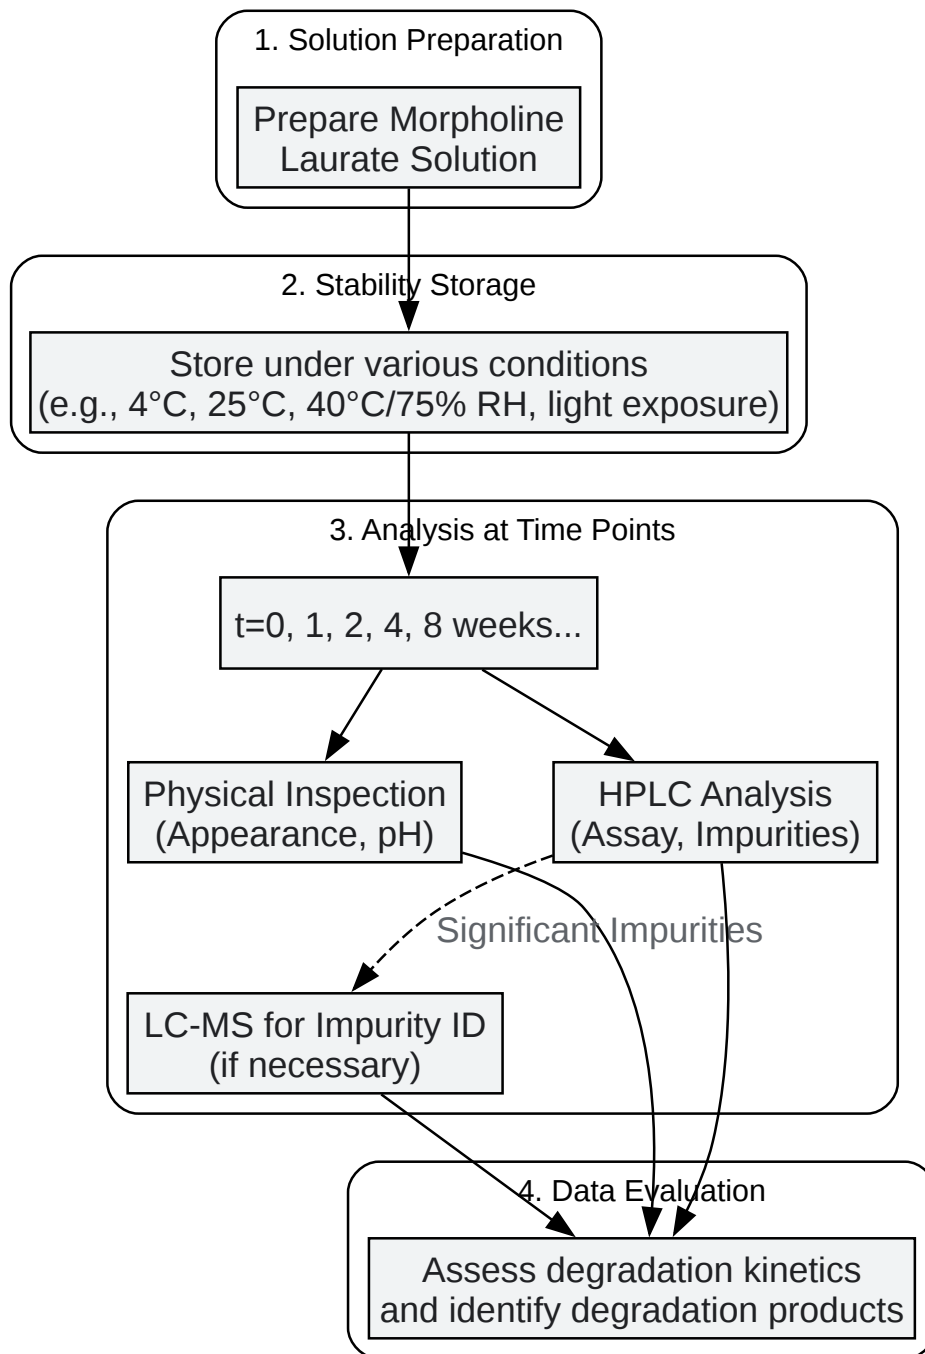 1. Solution Preparation
Prepare Morpholine
Laurate Solution
2. Stability Storage
Store under various conditions
(e.g., 4°C, 25°C, 40°C/75% RH, light exposure)
3. Analysis at Time Points
t=0, 1, 2, 4, 8 weeks...
Physical Inspection
(Appearance, pH)
HPLC Analysis
(Assay, Impurities)
Significant Impurities
LC-MS for Impurity ID
(if necessary)
4. Data Evaluation
Assess degradation kinetics
and identify degradation products